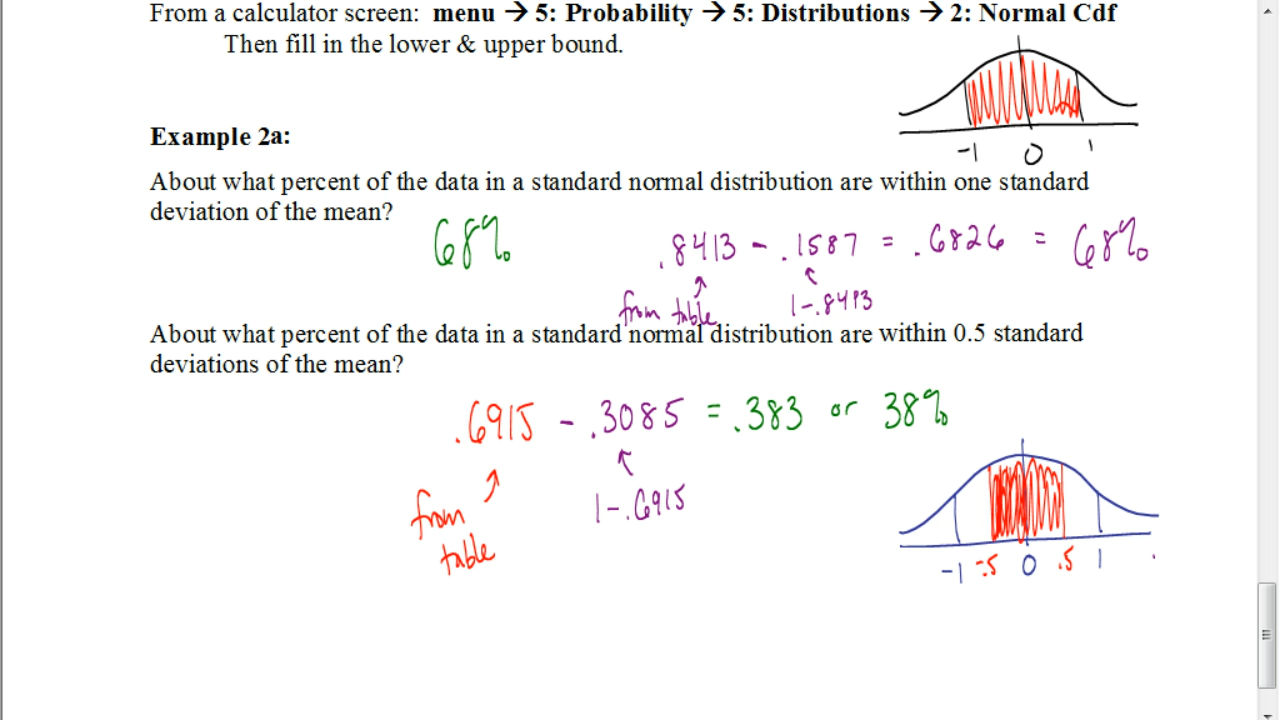 From a calculator screen: menu → 5: Probability → 5: Distributions → 2: Normal Cdf
Then fill in the lower & upper bound.
-1 0 1
Example 2a:
About what percent of the data in a standard normal distribution are within one standard
deviation of the mean?
68%
.8413 - .1587 = .6826 = 68%
from table
1-.8413
About what percent of the data in a standard normal distribution are within 0.5 standard
deviations of the mean?
.6915 - .3085 = .383 or 38%
1-.6915
from
table
-1 -.5 0 .5 1